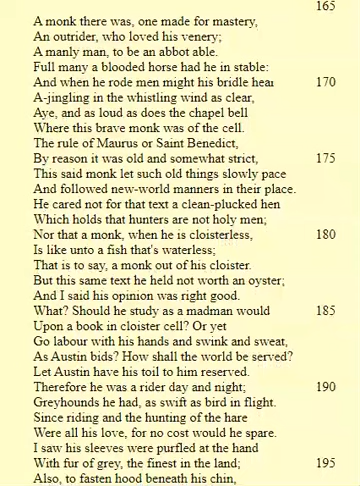 165
A monk there was, one made for mastery,
An outrider, who loved his venery;
A manly man, to be an abbot able.
Full many a blooded horse had he in stable:
And when he rode men might his bridle hear 170
A-jingling in the whistling wind as clear,
Aye, and as loud as does the chapel bell
Where this brave monk was of the cell.
The rule of Maurus or Saint Benedict,
By reason it was old and somewhat strict, 175
This said monk let such old things slowly pace
And followed new-world manners in their place.
He cared not for that text a clean-plucked hen
Which holds that hunters are not holy men;
Nor that a monk, when he is cloisterless, 180
Is like unto a fish that's waterless;
That is to say, a monk out of his cloister.
But this same text he held not worth an oyster;
And I said his opinion was right good.
What? Should he study as a madman would 185
Upon a book in cloister cell? Or yet
Go labour with his hands and swink and sweat,
As Austin bids? How shall the world be served?
Let Austin have his toil to him reserved.
Therefore he was a rider day and night; 190
Greyhounds he had, as swift as bird in flight.
Since riding and the hunting of the hare
Were all his love, for no cost would he spare.
I saw his sleeves were purfled at the hand
With fur of grey, the finest in the land; 195
Also, to fasten hood beneath his chin,